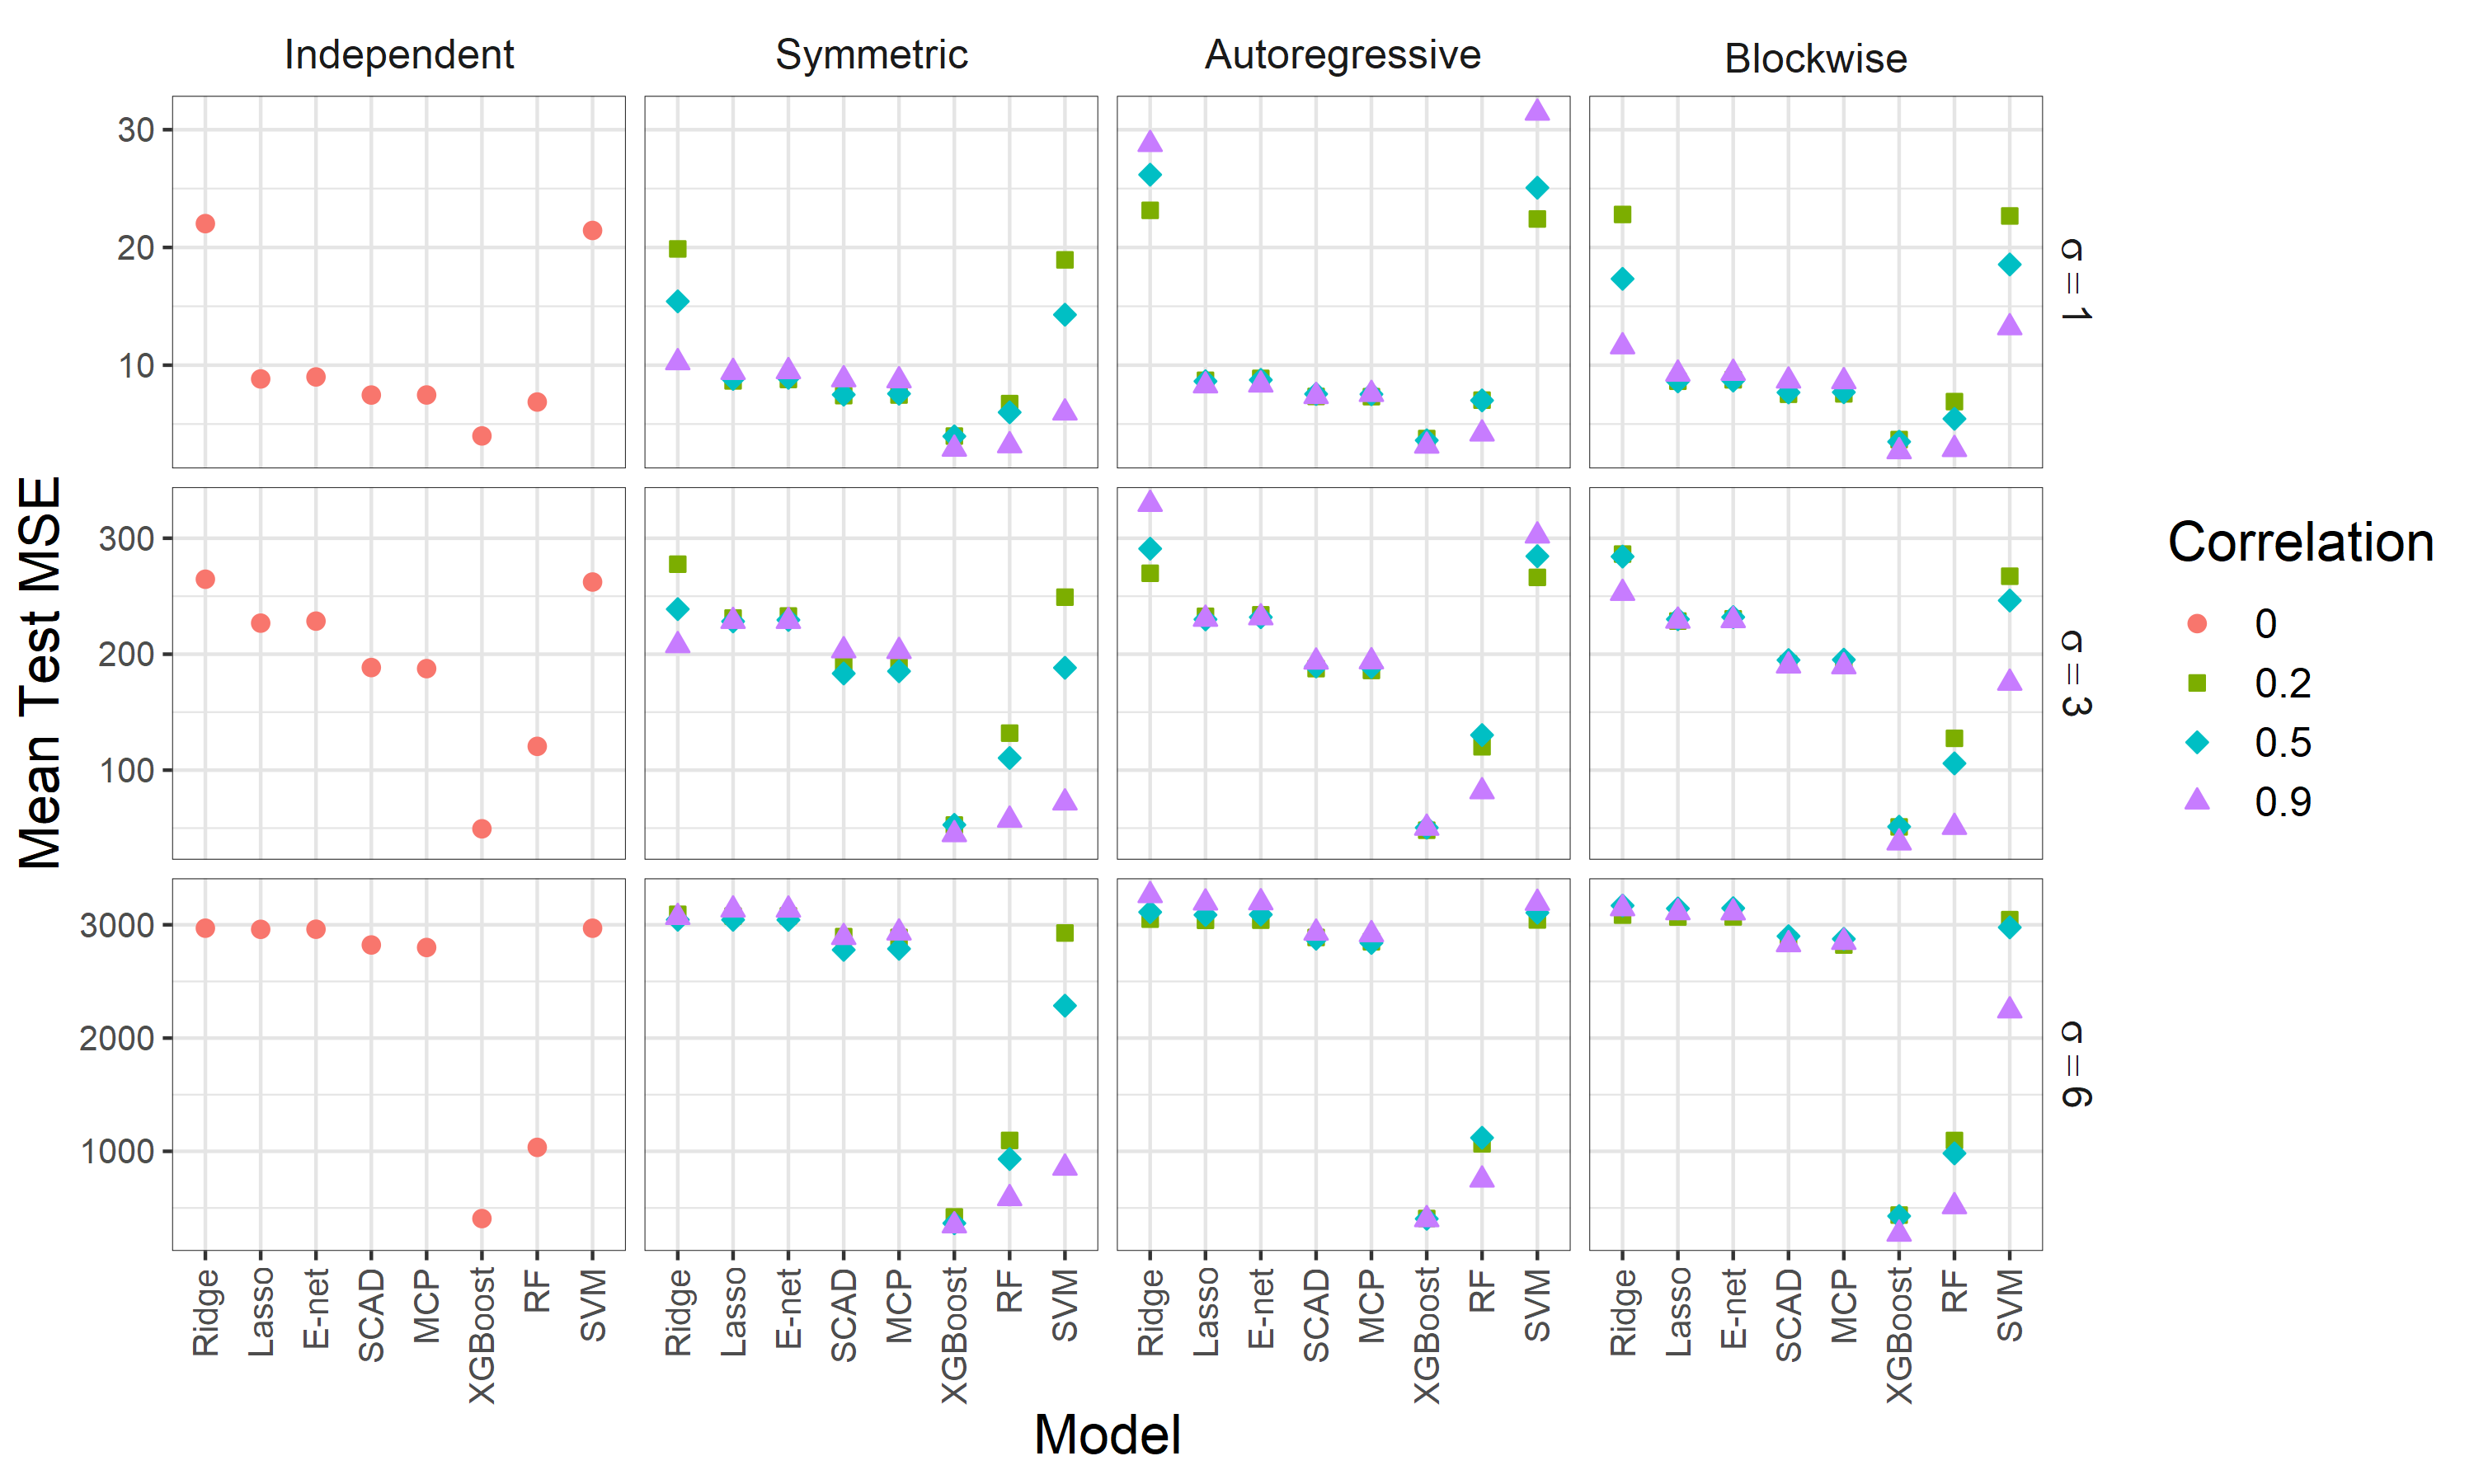 Independent Symmetric Autoregressive Blockwise
30
20
10
σ = 1
300
200
100
σ = 3
3000
2000
1000
σ = 6
Mean Test MSE
Ridge Lasso E-net SCAD MCP XGBoost RF SVM Ridge Lasso E-net SCAD MCP XGBoost RF SVM Ridge Lasso E-net SCAD MCP XGBoost RF SVM Ridge Lasso E-net SCAD MCP XGBoost RF SVM
Model
Correlation
0
0.2
0.5
0.9